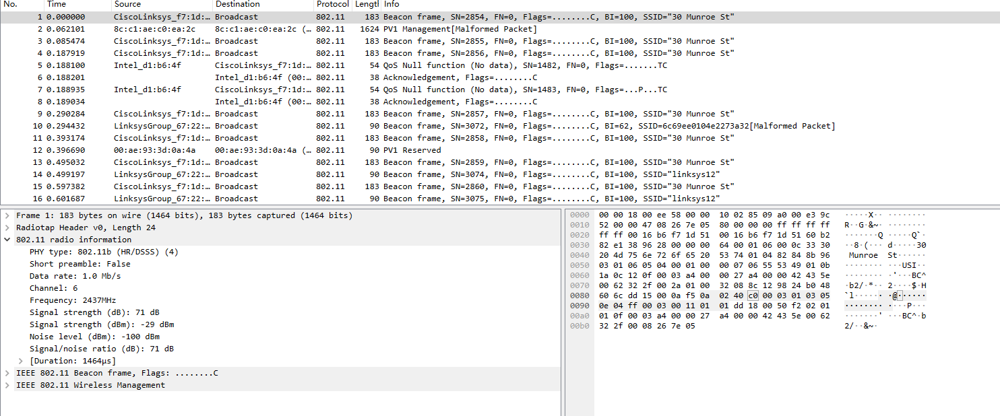 No. Time Source Destination Protocol Lengtl Info
1 0.000000 CiscoLinksys_f7:1d:… Broadcast 802.11 183 Beacon frame, SN=2854, FN=0, Flags=........C, BI=100, SSID="30 Munroe St"
2 0.062101 8c:c1:ae:c0:ea:2c 8c:c1:ae:c0:ea:2c (… 802.11 1624 PV1 Management[Malformed Packet]
3 0.085474 CiscoLinksys_f7:1d:… Broadcast 802.11 183 Beacon frame, SN=2855, FN=0, Flags=........C, BI=100, SSID="30 Munroe St"
4 0.187919 CiscoLinksys_f7:1d:… Broadcast 802.11 183 Beacon frame, SN=2856, FN=0, Flags=........C, BI=100, SSID="30 Munroe St"
5 0.188100 Intel_d1:b6:4f CiscoLinksys_f7:1d:… 802.11 54 QoS Null function (No data), SN=1482, FN=0, Flags=.......TC
6 0.188201 Intel_d1:b6:4f (00:… 802.11 38 Acknowledgement, Flags=........C
7 0.188935 Intel_d1:b6:4f CiscoLinksys_f7:1d:… 802.11 54 QoS Null function (No data), SN=1483, FN=0, Flags=...P...TC
8 0.189034 Intel_d1:b6:4f (00:… 802.11 38 Acknowledgement, Flags=........C
9 0.290284 CiscoLinksys_f7:1d:… Broadcast 802.11 183 Beacon frame, SN=2857, FN=0, Flags=........C, BI=100, SSID="30 Munroe St"
10 0.294432 LinksysGroup_67:22:… Broadcast 802.11 90 Beacon frame, SN=3072, FN=0, Flags=........C, BI=62, SSID=6c69ee0104e2273a32[Malformed Packet]
11 0.393174 CiscoLinksys_f7:1d:… Broadcast 802.11 183 Beacon frame, SN=2858, FN=0, Flags=........C, BI=100, SSID="30 Munroe St"
12 0.396690 00:ae:93:3d:0a:4a 00:ae:93:3d:0a:4a (… 802.11 90 PV1 Reserved
13 0.495032 CiscoLinksys_f7:1d:… Broadcast 802.11 183 Beacon frame, SN=2859, FN=0, Flags=........C, BI=100, SSID="30 Munroe St"
14 0.499197 LinksysGroup_67:22:… Broadcast 802.11 90 Beacon frame, SN=3074, FN=0, Flags=........C, BI=100, SSID="linksys12"
15 0.597382 CiscoLinksys_f7:1d:… Broadcast 802.11 183 Beacon frame, SN=2860, FN=0, Flags=........C, BI=100, SSID="30 Munroe St"
16 0.601687 LinksysGroup_67:22:… Broadcast 802.11 90 Beacon frame, SN=3075, FN=0, Flags=........C, BI=100, SSID="linksys12"
Frame 1: 183 bytes on wire (1464 bits), 183 bytes captured (1464 bits)
Radiotap Header v0, Length 24
802.11 radio information
PHY type: 802.11b (HR/DSSS) (4)
Short preamble: False
Data rate: 1.0 Mb/s
Channel: 6
Frequency: 2437MHz
Signal strength (dB): 71 dB
Signal strength (dBm): -29 dBm
Noise level (dBm): -100 dBm
Signal/noise ratio (dB): 71 dB
[Duration: 1464µs]
IEEE 802.11 Beacon frame, Flags: ........C
IEEE 802.11 Wireless Management
0000 00 00 18 00 ee 58 00 00 10 02 85 09 a0 00 e3 9c ·····X·· ········
0010 52 00 00 47 08 26 7e 05 80 00 00 00 ff ff ff ff R··G·&~· ········
0020 ff ff 00 16 b6 f7 1d 51 00 16 b6 f7 1d 51 60 b2 ·······Q ·····Q`·
0030 82 e1 38 96 28 00 00 00 64 00 01 06 00 0c 33 30 ··8·(··· d·····30
0040 20 4d 75 6e 72 6f 65 20 53 74 01 04 82 84 8b 96 Munroe St······
0050 03 01 06 05 04 00 01 00 00 07 06 55 53 49 01 0b ········ ···USI··
0060 1a 0c 12 0f 00 03 a4 00 00 27 a4 00 00 42 43 5e ········ ·'···BC^
0070 00 62 32 2f 00 2a 01 00 32 08 8c 12 98 24 b0 48 ·b2/·*·· 2····$·H
0080 60 6c dd 15 00 0a f5 0a 02 40 c0 00 03 01 03 05 `l······ ·@······
0090 0e 04 ff 00 03 00 11 01 01 dd 18 00 50 f2 02 01 ········ ····P···
00a0 01 0f 00 03 a4 00 00 27 a4 00 00 42 43 5e 00 62 ·······' ···BC^·b
00b0 32 2f 00 08 26 7e 05 2/··&~·